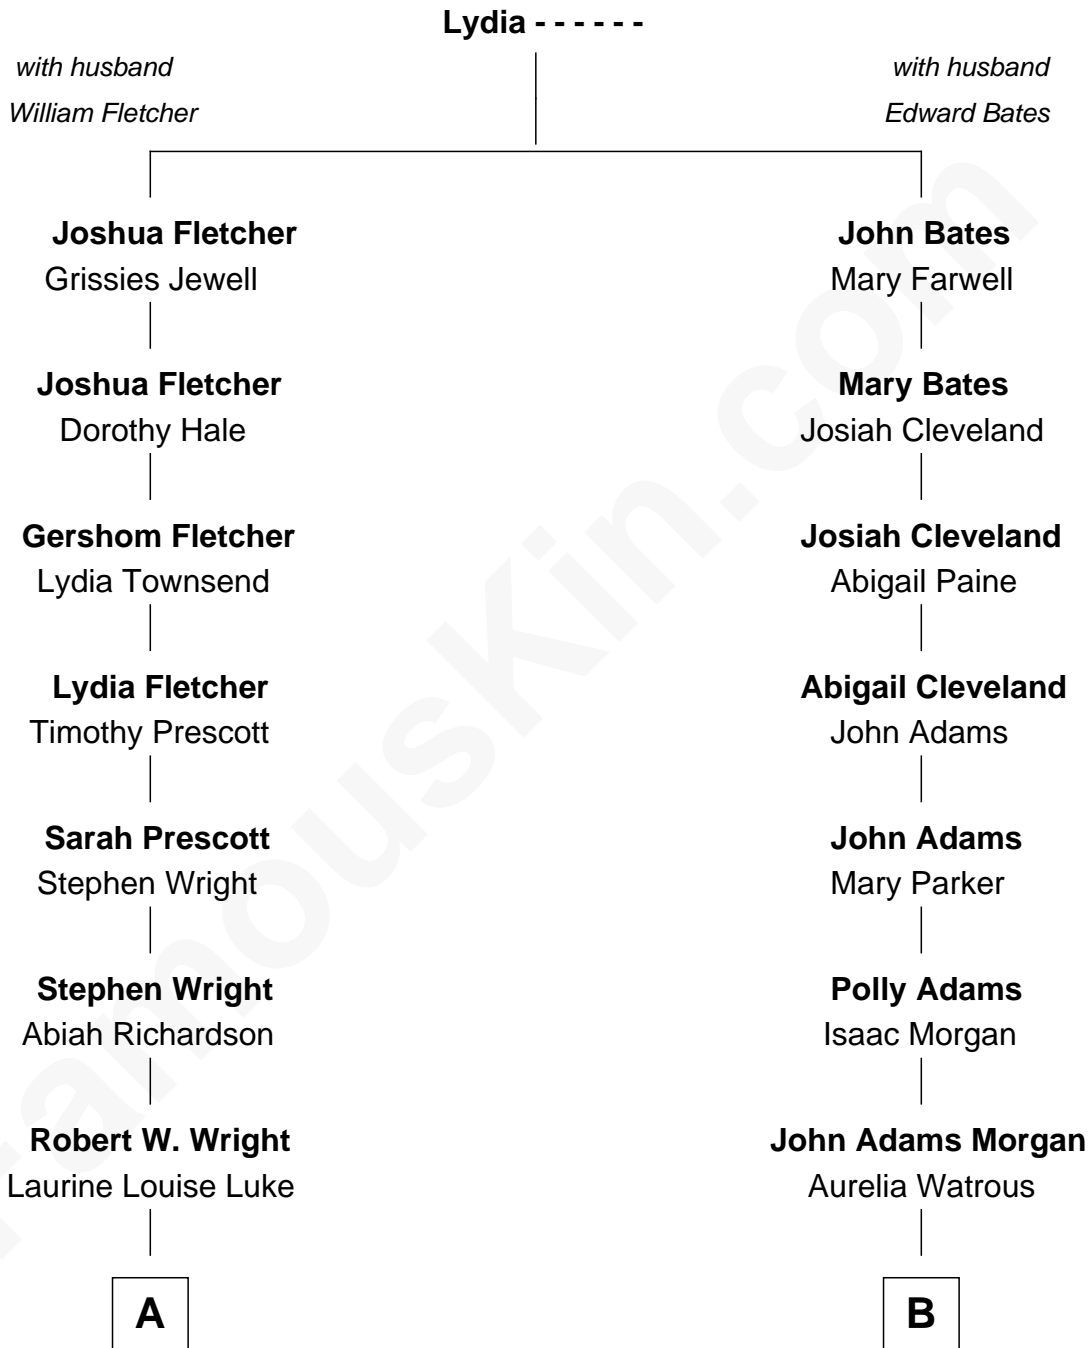 Lydia - - - - - -
with husband
William Fletcher
with husband
Edward Bates
Joshua Fletcher
Grissies Jewell
John Bates
Mary Farwell
Joshua Fletcher
Dorothy Hale
Mary Bates
Josiah Cleveland
Gershom Fletcher
Lydia Townsend
Josiah Cleveland
Abigail Paine
Lydia Fletcher
Timothy Prescott
Abigail Cleveland
John Adams
Sarah Prescott
Stephen Wright
John Adams
Mary Parker
Stephen Wright
Abiah Richardson
Polly Adams
Isaac Morgan
Robert W. Wright
Laurine Louise Luke
John Adams Morgan
Aurelia Watrous
A
B
FamousKin.com